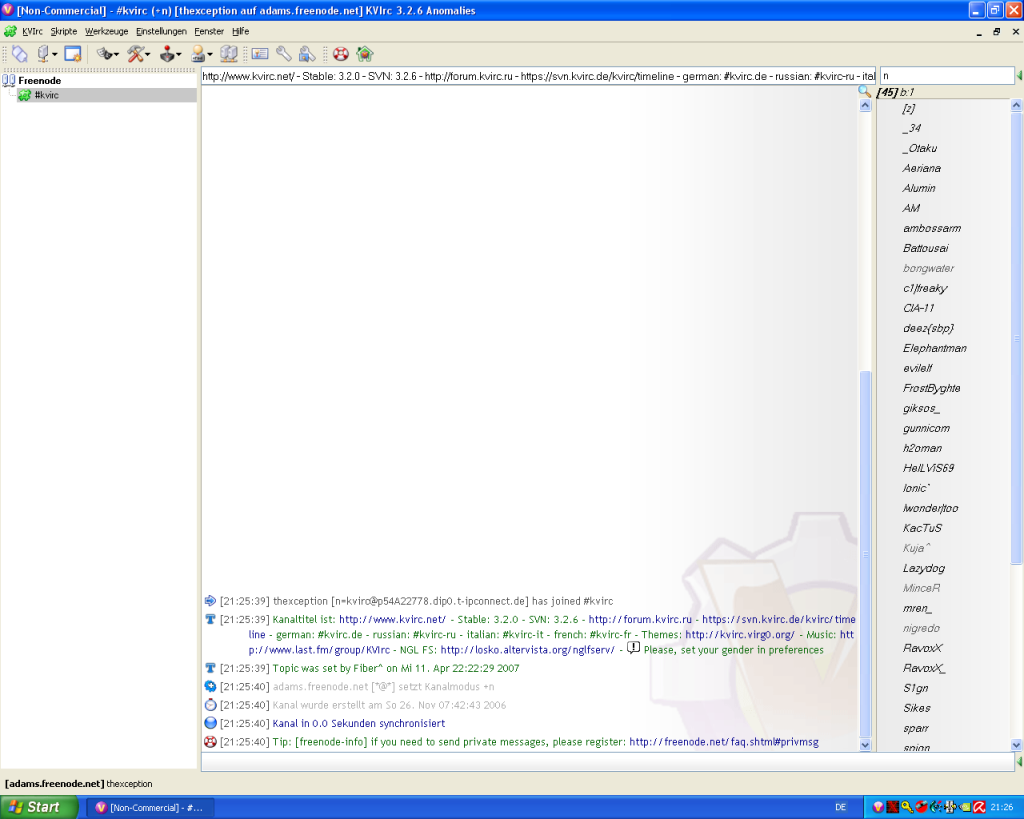 [Non-Commercial] - #kvirc (+n) [thexception auf adams.freenode.net] KVIrc 3.2.6 Anomalies
KVIrc Skripte Werkzeuge Einstellungen Fenster Hilfe
http://www.kvirc.net/ - Stable: 3.2.0 - SVN: 3.2.6 - http://forum.kvirc.ru - https://svn.kvirc.de/kvirc/timeline - german: #kvirc.de - russian: #kvirc-ru - ital
n
Freenode
#kvirc
[45] b:1
[z]
_34
_Otaku
Aeriana
Alumin
AM
ambossarm
Battousai
bongwater
c1|freaky
CIA-11
deez{sbp}
Elephantman
evilelf
FrostByghte
giksos_
gunnicom
h2oman
HelLViS69
Ionic`
Iwonder|too
KacTuS
Kuja^
Lazydog
MinceR
mren_
nigredo
RavoxX
RavoxX_
S1gn
Sikes
sparr
spion
[21:25:39] thexception [n=kvirc@p54A22778.dip0.t-ipconnect.de] has joined #kvirc
[21:25:39] Kanaltitel ist: http://www.kvirc.net/ - Stable: 3.2.0 - SVN: 3.2.6 - http://forum.kvirc.ru - https://svn.kvirc.de/kvirc/time
line - german: #kvirc.de - russian: #kvirc-ru - italian: #kvirc-it - french: #kvirc-fr - Themes: http://kvirc.virg0.org/ - Music: htt
p://www.last.fm/group/KVIrc - NGL FS: http://losko.altervista.org/nglfserv/ - Please, set your gender in preferences
[21:25:39] Topic was set by Fiber^ on Mi 11. Apr 22:22:29 2007
[21:25:40] adams.freenode.net [*@*] setzt Kanalmodus +n
[21:25:40] Kanal wurde erstellt am So 26. Nov 07:42:43 2006
[21:25:40] Kanal in 0.0 Sekunden synchronisiert
[21:25:40] Tip: [freenode-info] if you need to send private messages, please register: http://freenode.net/faq.shtml#privmsg
[adams.freenode.net] thexception
Start
[Non-Commercial] - #...
DE
21:26